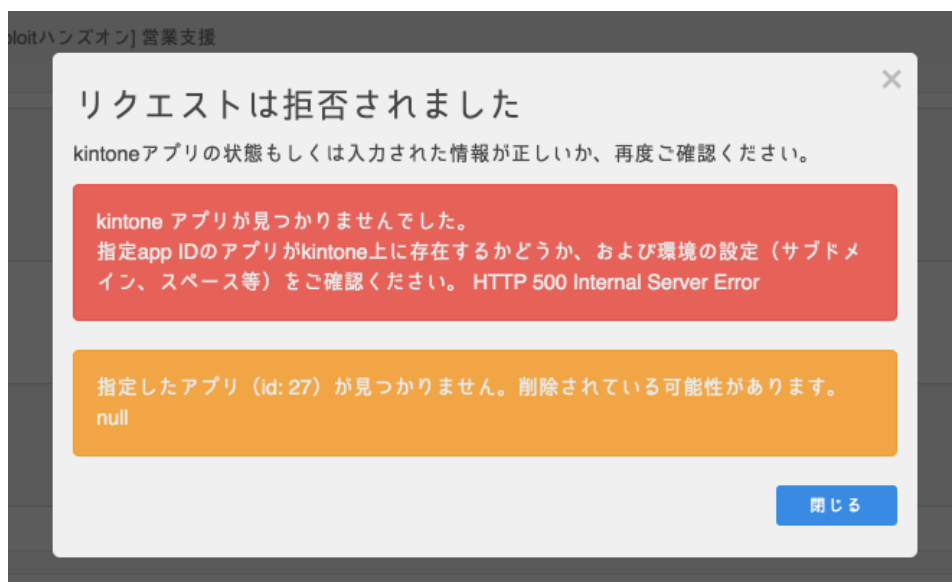 loitハンズオン] 営業支援
×
リクエストは拒否されました
kintoneアプリの状態もしくは入力された情報が正しいか、再度ご確認ください。
kintone アプリが見つかりませんでした。
指定app IDのアプリがkintone上に存在するかどうか、および環境の設定（サブドメ
イン、スペース等）をご確認ください。 HTTP 500 Internal Server Error
指定したアプリ（id: 27）が見つかりません。削除されている可能性があります。
null
閉じる